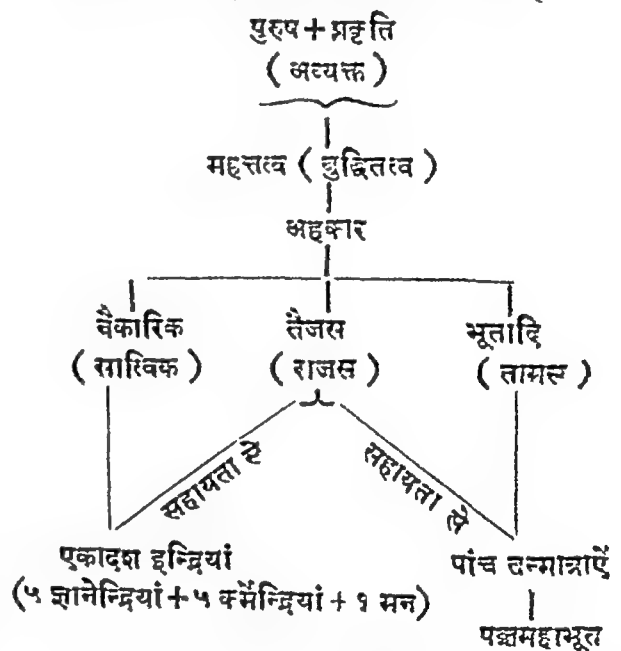 पुरुष + प्रकृति
( अव्यक्त )
महत्तत्व ( बुद्धितत्व )
अहकार
वैकारिक तैजस भूतादि
( सात्विक ) ( राजस ) ( तामस )
सहायता से सहायता से
एकादश इन्द्रियां पांच तन्मात्राऐं
(५ ज्ञानेन्द्रियां + ५ कर्मेन्द्रियां + १ मन)
पञ्चमहाभूत